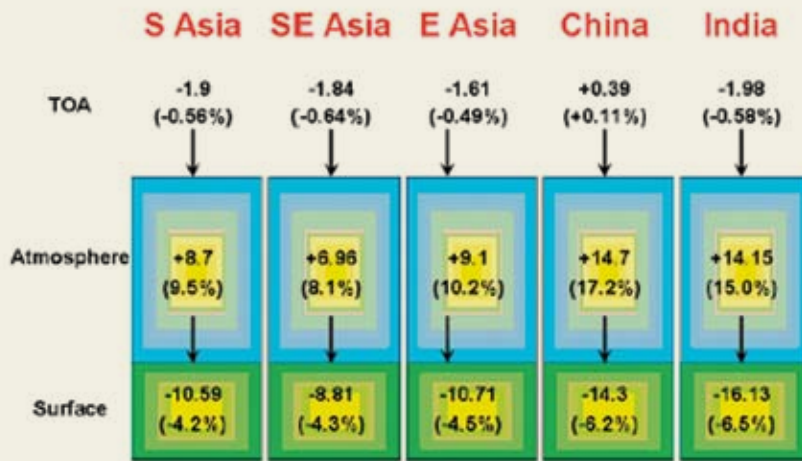 S Asia SE Asia E Asia China India
TOA -1.9 -1.84 -1.61 +0.39 -1.98
(-0.56%) (-0.64%) (-0.49%) (+0.11%) (-0.58%)
Atmosphere +8.7 +6.96 +9.1 +14.7 +14.15
(9.5%) (8.1%) (10.2%) (17.2%) (15.0%)
Surface -10.59 -8.81 -10.71 -14.3 -16.13
(-4.2%) (-4.3%) (-4.5%) (-6.2%) (-6.5%)